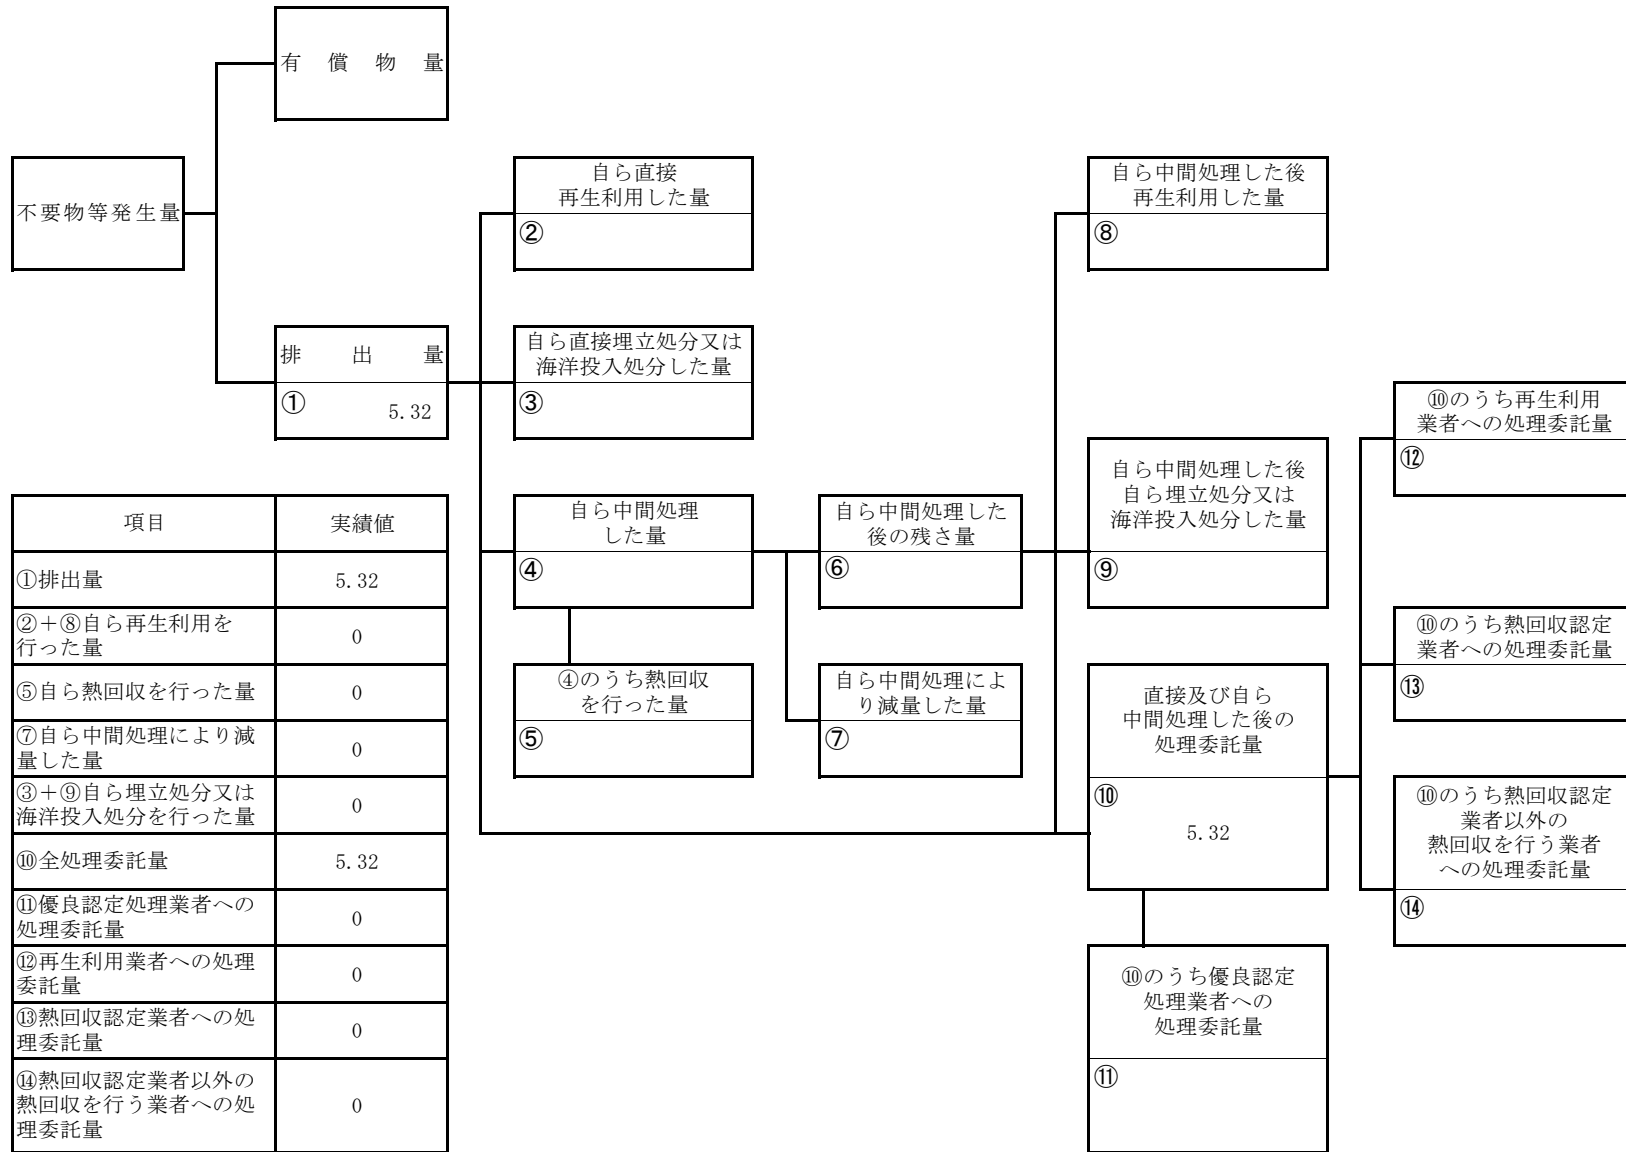 有償物量
不要物等発生量
自ら直接
再生利用した量
②
自ら中間処理した後
再生利用した量
⑧
排出量
①
5.32
自ら直接埋立処分又は
海洋投入処分した量
③
⑩のうち再生利用
業者への処理委託量
⑫
自ら中間処理
した量
④
自ら中間処理した
後の残さ量
⑥
自ら中間処理した後
自ら埋立処分又は
海洋投入処分した量
⑨
④のうち熱回収
を行った量
⑤
自ら中間処理によ
り減量した量
⑦
直接及び自ら
中間処理した後の
処理委託量
⑩
5.32
⑩のうち熱回収認定
業者への処理委託量
⑬
⑩のうち熱回収認定
業者以外の
熱回収を行う業者
への処理委託量
⑭
⑩のうち優良認定
処理業者への
処理委託量
⑪
項目 実績値
①排出量 5.32
②＋⑧自ら再生利用を
行った量 0
⑤自ら熱回収を行った量 0
⑦自ら中間処理により減
量した量 0
③＋⑨自ら埋立処分又は
海洋投入処分を行った量 0
⑩全処理委託量 5.32
⑪優良認定処理業者への
処理委託量 0
⑫再生利用業者への処理
委託量 0
⑬熱回収認定業者への処
理委託量 0
⑭熱回収認定業者以外の
熱回収を行う業者への処
理委託量 0